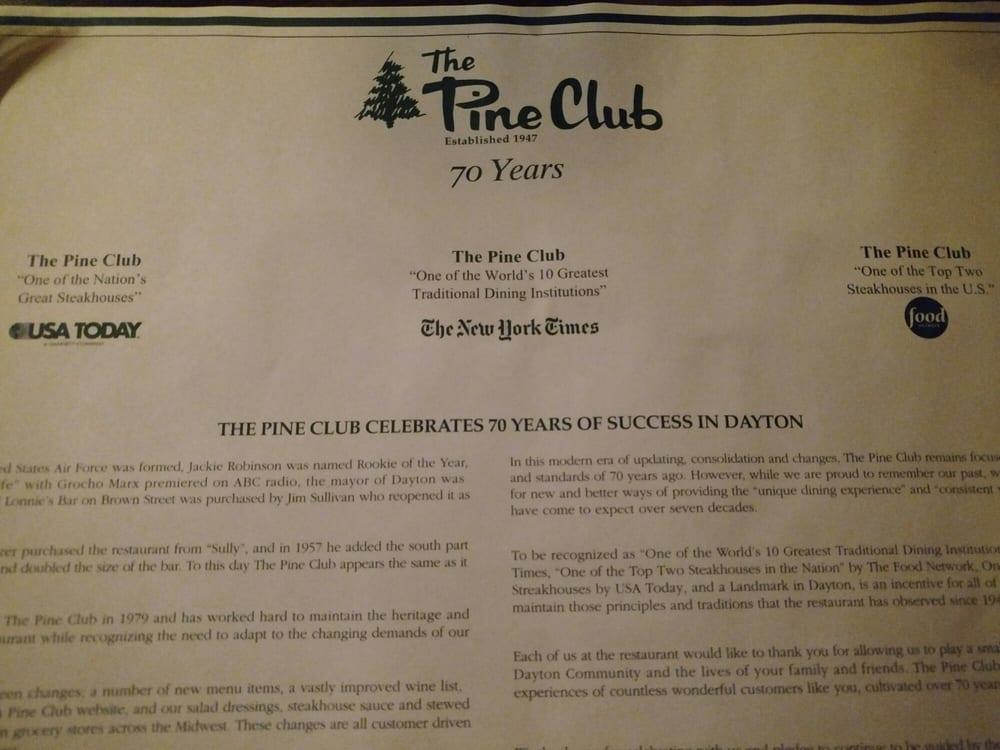 The
Pine Club
Established 1947
70 Years
The Pine Club
"One of the Nation's
Great Steakhouses"
USA TODAY
The Pine Club
"One of the World's 10 Greatest
Traditional Dining Institutions"
The New York Times
The Pine Club
"One of the Top Two
Steakhouses in the U.S."
food
NETWORK
THE PINE CLUB CELEBRATES 70 YEARS OF SUCCESS IN DAYTON
ed States Air Force was formed, Jackie Robinson was named Rookie of the Year,
fe" with Grocho Marx premiered on ABC radio, the mayor of Dayton was
Lonnie's Bar on Brown Street was purchased by Jim Sullivan who reopened it as
zer purchased the restaurant from "Sully", and in 1957 he added the south part
nd doubled the size of the bar. To this day The Pine Club appears the same as it
The Pine Club in 1979 and has worked hard to maintain the heritage and
urant while recognizing the need to adapt to the changing demands of our
een changes: a number of new menu items, a vastly improved wine list,
Pine Club website, and our salad dressings, steakhouse sauce and stewed
n grocery stores across the Midwest. These changes are all customer driven
In this modern era of updating, consolidation and changes, The Pine Club remains focuse
and standards of 70 years ago. However, while we are proud to remember our past, w
for new and better ways of providing the "unique dining experience" and "consistent
have come to expect over seven decades.
To be recognized as "One of the World's 10 Greatest Traditional Dining Institution
Times, "One of the Top Two Steakhouses in the Nation" by The Food Network, On
Streakhouses by USA Today, and a Landmark in Dayton, is an incentive for all of
maintain those principles and traditions that the restaurant has observed since 194
Each of us at the restaurant would like to thank you for allowing us to play a sma
Dayton Community and the lives of your family and friends. The Pine Club
experiences of countless wonderful customers like you, cultivated over 70 year